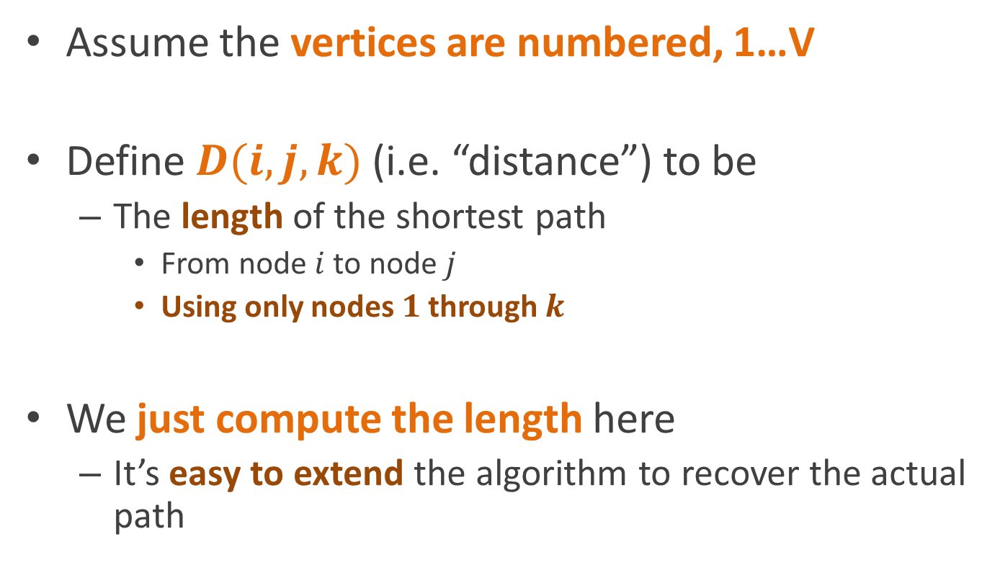 • Assume the vertices are numbered, 1…V
• Define D(i, j, k) (i.e. “distance”) to be
– The length of the shortest path
• From node i to node j
• Using only nodes 1 through k
• We just compute the length here
– It’s easy to extend the algorithm to recover the actual
path